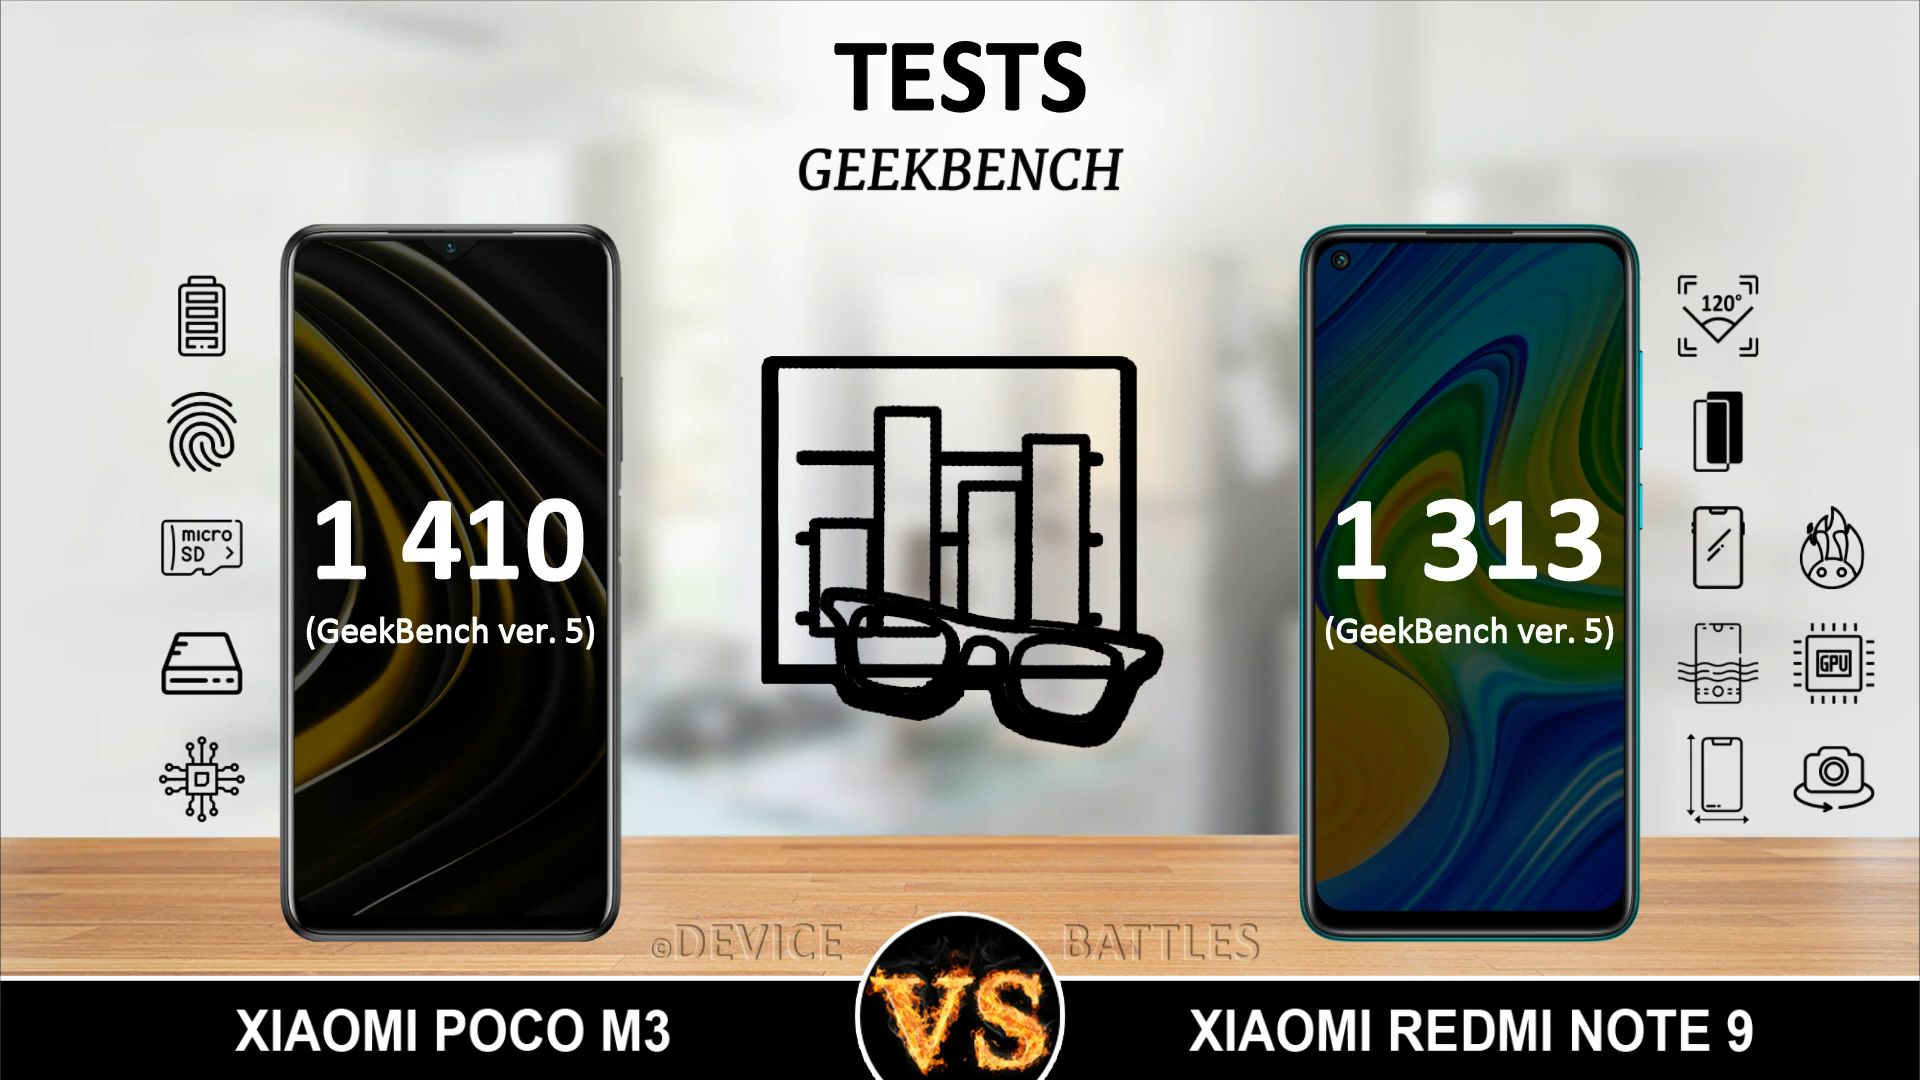 TESTS
GEEKBENCH
120°
micro
SD
1 410
(GeekBench ver. 5)
1 313
(GeekBench ver. 5)
GPU
©DEVICE BATTLES
XIAOMI POCO M3
VS
XIAOMI REDMI NOTE 9